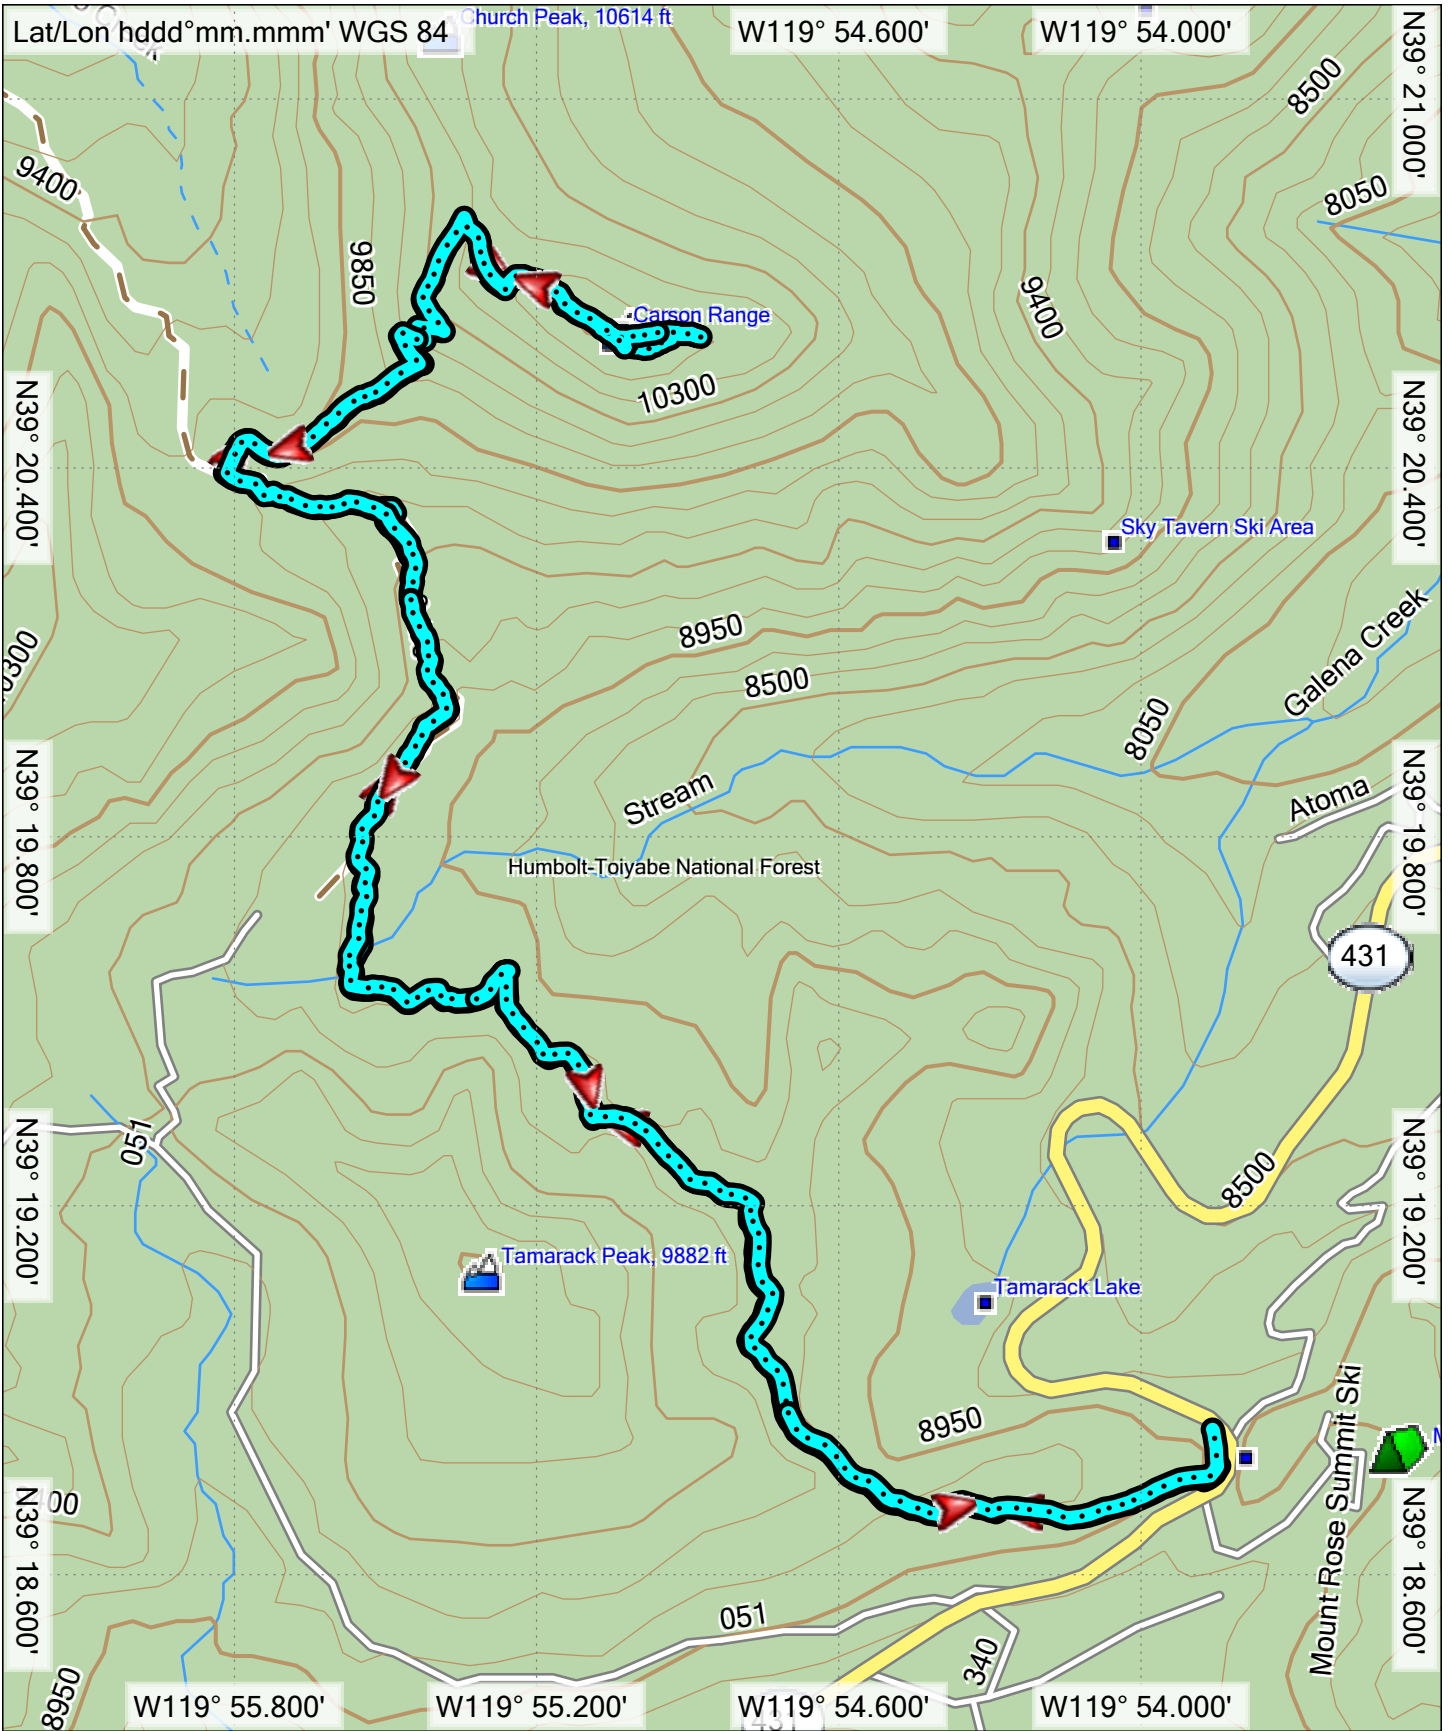 Church Peak, 10614 ft
Lat/Lon hddd°mm.mmm' WGS 84
W119° 54.600'
W119° 54.000'
Creek
N39° 21.000'
8500
9400
8050
9850
9400
Carson Range
10300
N39° 20.400'
N39° 20.400'
Sky Tavern Ski Area
8950
8500
Galena Creek
8050
N39° 19.800'
Stream
Atoma
N39° 19.800'
Humbolt-Toiyabe National Forest
431
051
N39° 19.200'
8500
N39° 19.200'
Tamarack Peak, 9882 ft
Tamarack Lake
8950
Mount Rose Summit Ski
M
N39° 18.600'
N39° 18.600'
051
340
8950
W119° 55.800'
W119° 55.200'
W119° 54.600'
W119° 54.000'
431